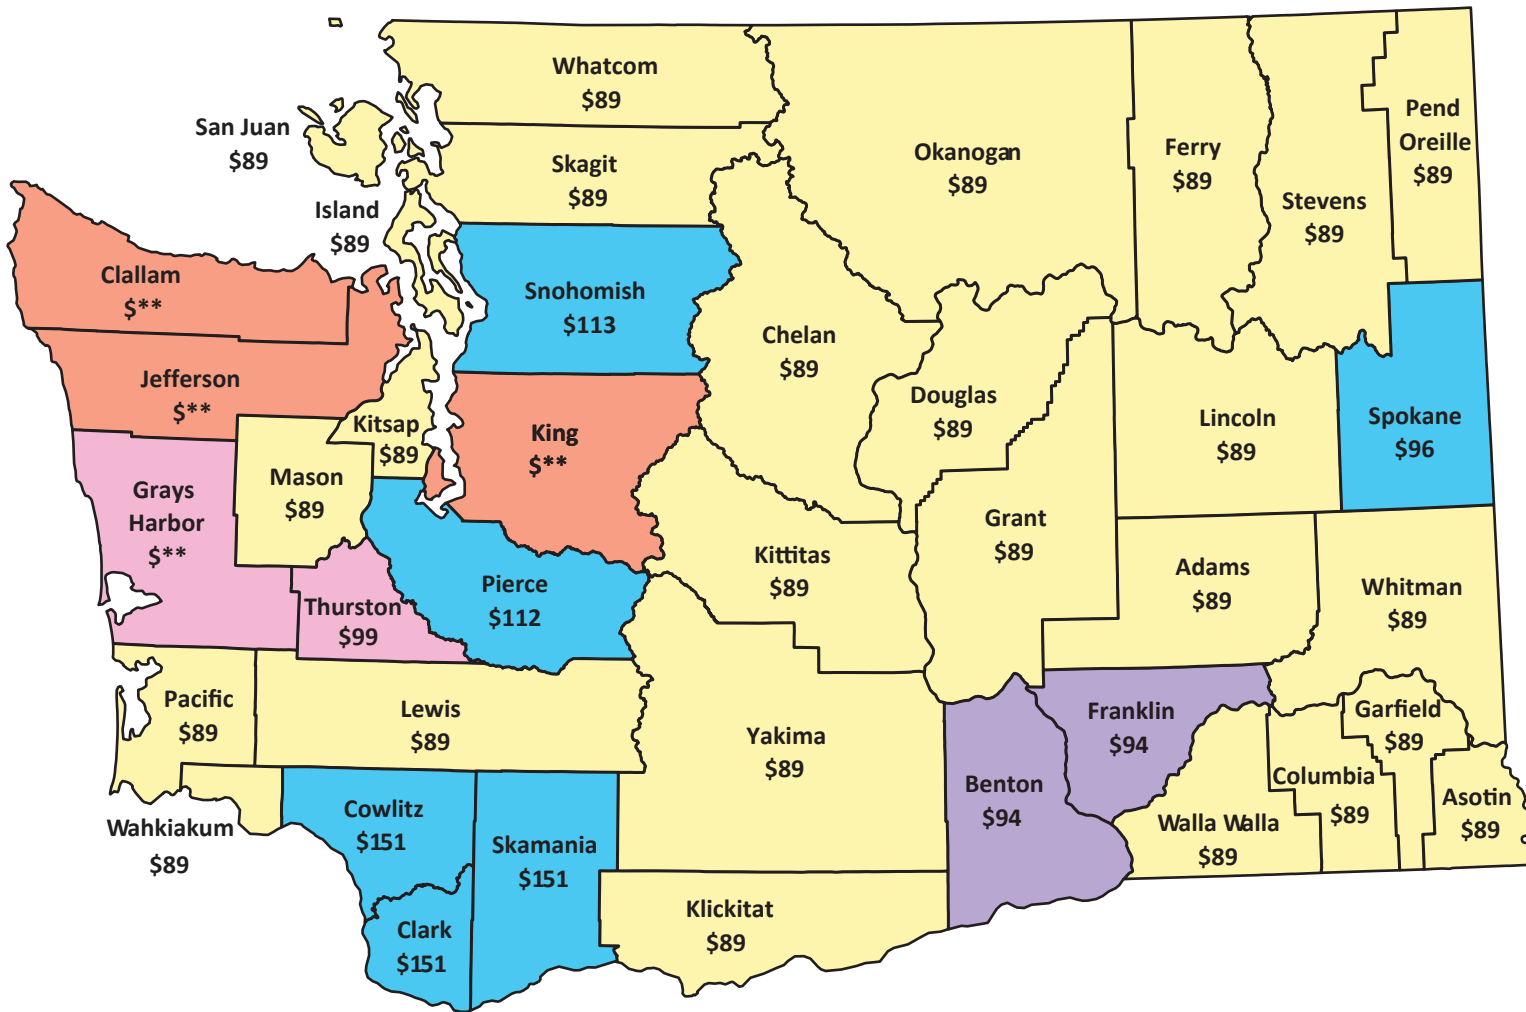 Whatcom
$89
San Juan
$89
Skagit
$89
Island
$89
Okanogan
$89
Ferry
$89
Stevens
$89
Pend
Oreille
$89
Clallam
$**
Snohomish
$113
Chelan
$89
Jefferson
$**
Kitsap
$89
King
$**
Douglas
$89
Lincoln
$89
Spokane
$96
Mason
$89
Grays
Harbor
$**
Grant
$89
Kittitas
$89
Adams
$89
Whitman
$89
Pierce
$112
Thurston
$99
Pacific
$89
Lewis
$89
Yakima
$89
Franklin
$94
Garfield
$89
Benton
$94
Columbia
$89
Asotin
$89
Wahkiakum
$89
Cowlitz
$151
Skamania
$151
Walla Walla
$89
Clark
$151
Klickitat
$89